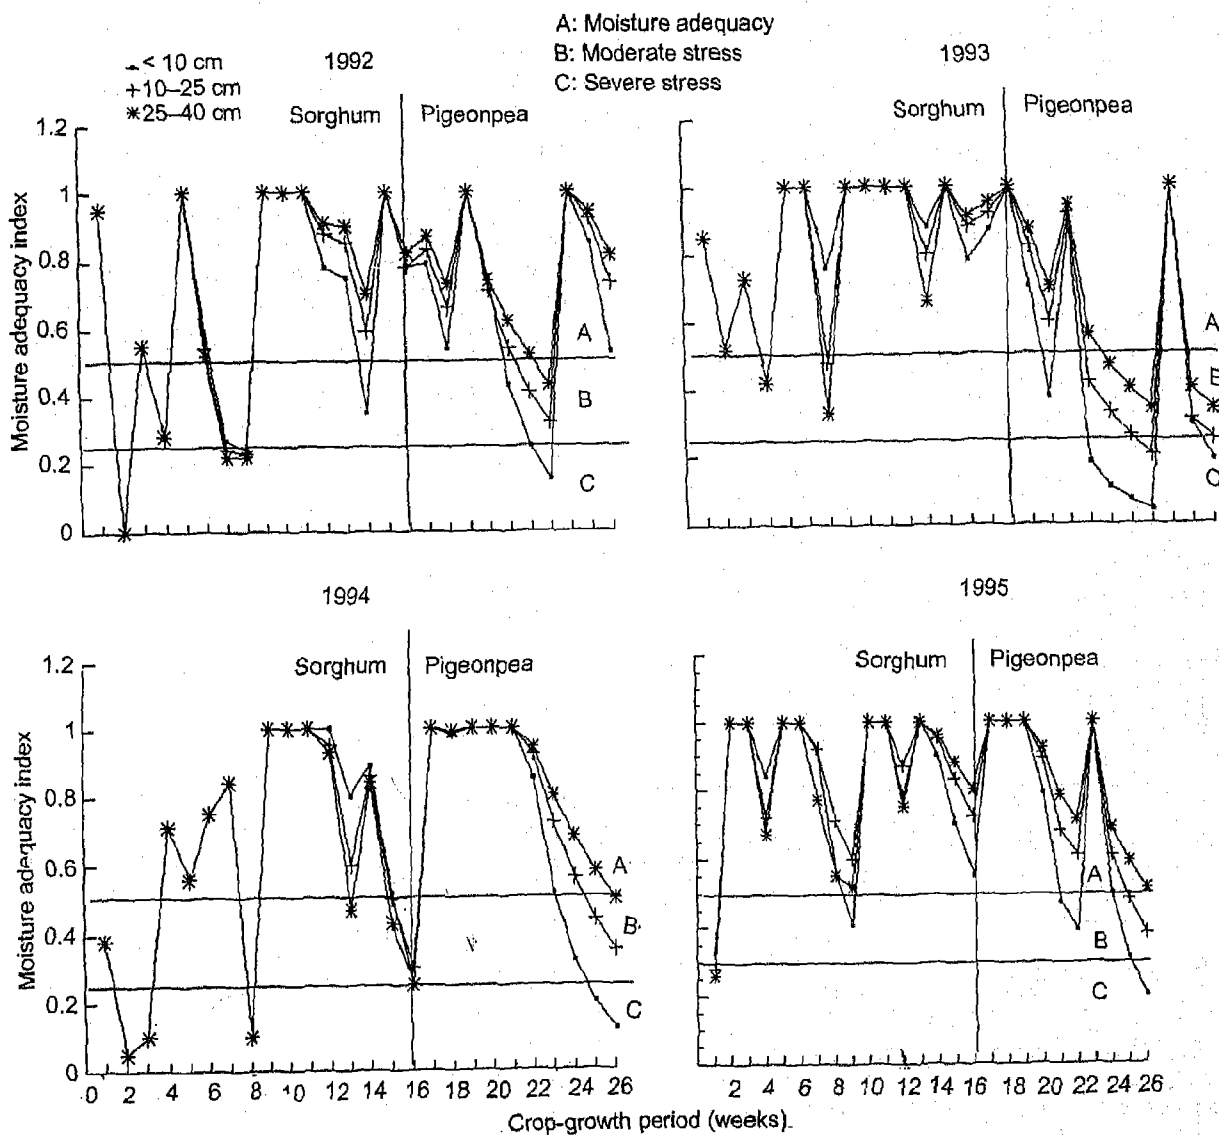 A: Moisture adequacy
B: Moderate stress
C: Severe stress
< 10 cm
+10–25 cm
*25–40 cm
1992
Sorghum Pigeonpea
1.2
1
0.8
0.6
0.4
0.2
0
Moisture adequacy index
A
B
C
1993
Sorghum Pigeonpea
A
1994
Sorghum Pigeonpea
1.2
1
0.8
0.6
0.4
0.2
0
Moisture adequacy index
A
B
C
0 2 4 6 8 10 12 14 16 18 20 22 24 26
1995
Sorghum Pigeonpea
A
B
C
2 4 6 8 10 12 14 16 18 20 22 24 26
Crop-growth period (weeks)